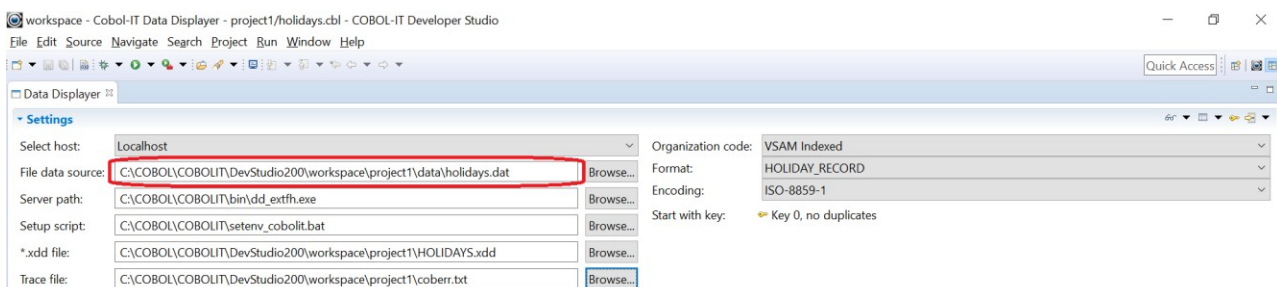 workspace - Cobol-IT Data Displayer - project1/holidays.cbl - COBOL-IT Developer Studio
File Edit Source Navigate Search Project Run Window Help
Quick Access
Data Displayer
Settings
Select host: Localhost
Organization code: VSAM Indexed
File data source: C:\COBOL\COBOLIT\DevStudio200\workspace\project1\data\holidays.dat Browse...
Format: HOLIDAY_RECORD
Server path: C:\COBOL\COBOLIT\bin\dd_extfh.exe Browse...
Encoding: ISO-8859-1
Setup script: C:\COBOL\COBOLIT\setenv_cobolit.bat Browse...
Start with key: Key 0, no duplicates
*.xdd file: C:\COBOL\COBOLIT\DevStudio200\workspace\project1\HOLIDAYS.xdd Browse...
Trace file: C:\COBOL\COBOLIT\DevStudio200\workspace\project1\coberr.txt Browse...